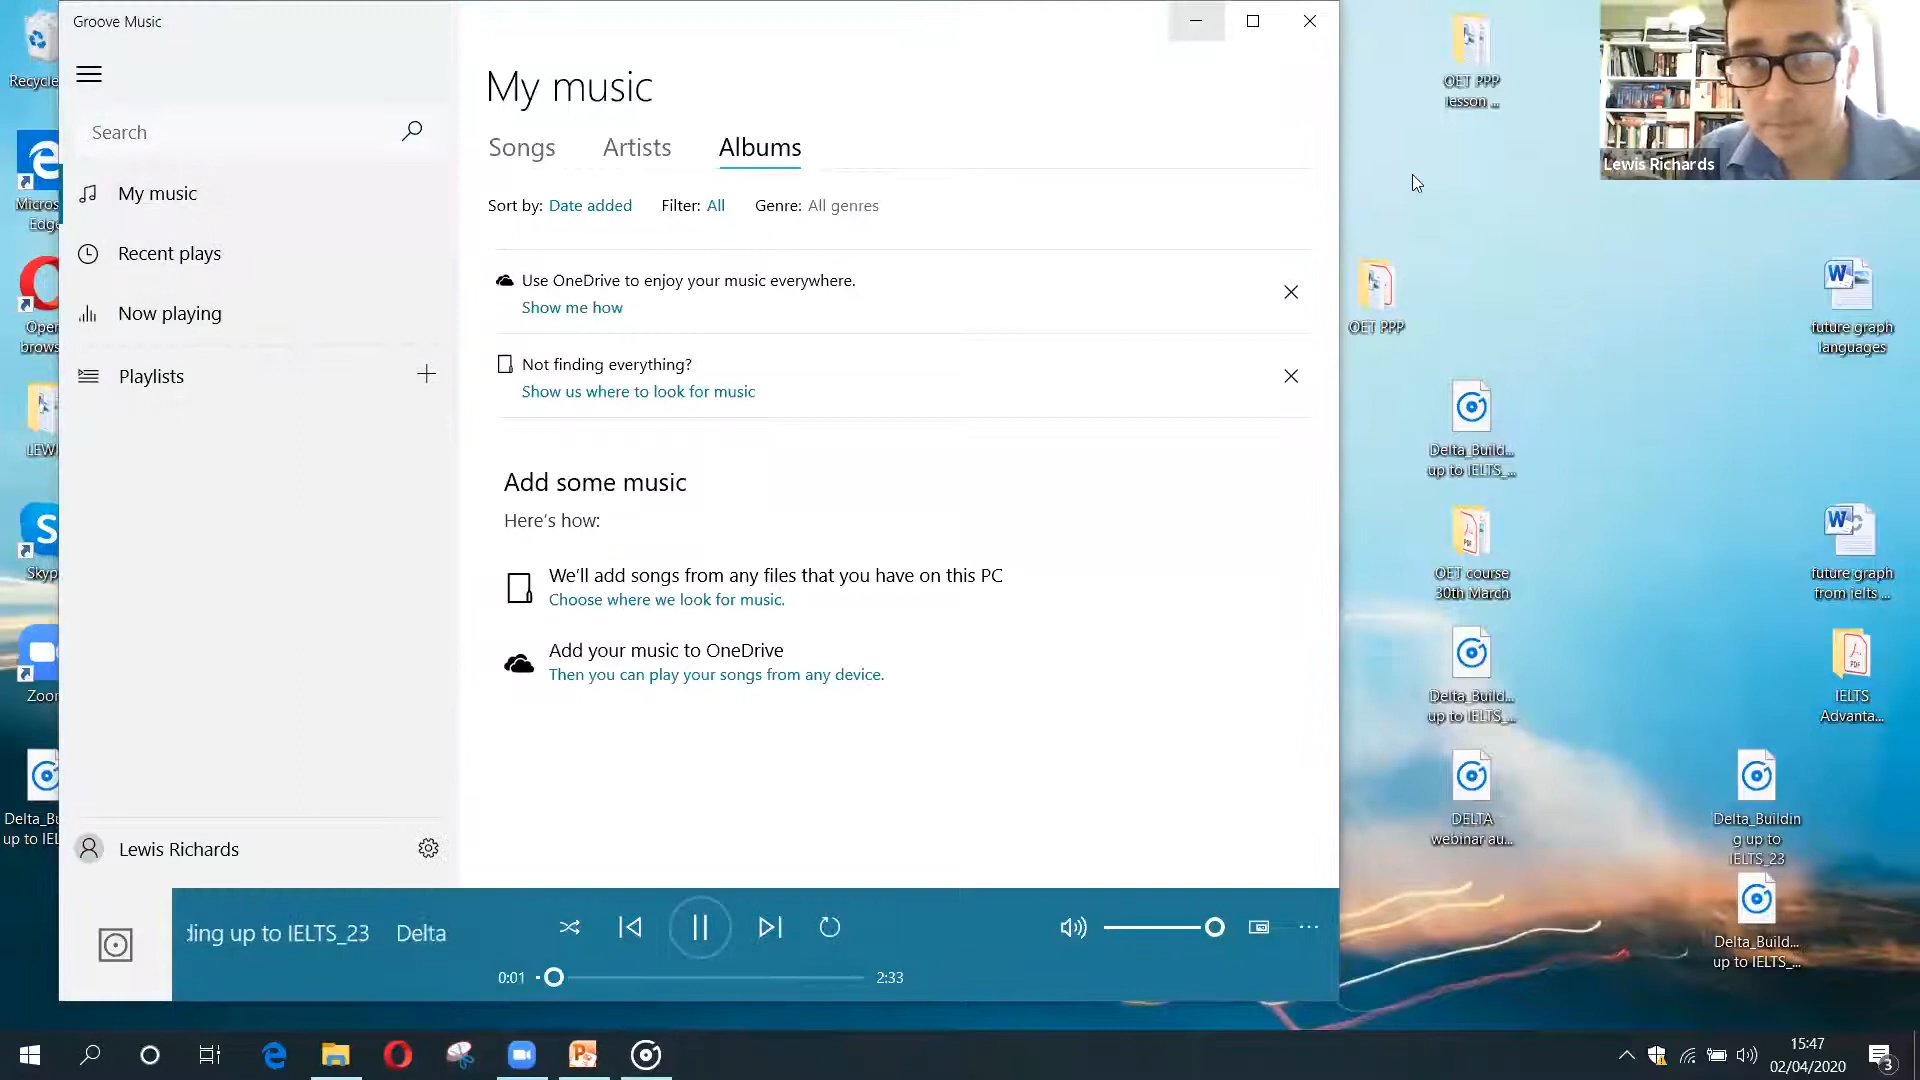 Groove Music
Search
My music
Recent plays
Now playing
Playlists
Lewis Richards
My music
Songs
Artists
Albums
Sort by: Date added
Filter: All
Genre: All genres
Use OneDrive to enjoy your music everywhere.
Show me how
Not finding everything?
Show us where to look for music
Add some music
Here's how:
We'll add songs from any files that you have on this PC
Choose where we look for music.
Add your music to OneDrive
Then you can play your songs from any device.
ding up to IELTS_23
Delta
0:01
2:33
Recycle
Micros
Edge
Oper
brows
LEW
Skyp
Zoor
Delta_Bu
up to IEL
OET PPP
lesson ...
OET PPP
Delta_Build...
up to IELTS_...
OET course
30th March
Delta_Build...
up to IELTS_...
DELTA
webinar au...
Lewis Richards
future graph
languages
future graph
from ielts ...
IELTS
Advanta...
Delta_Buildin
g up to
IELTS_23
Delta_Build...
up to IELTS_...
15:47
02/04/2020
3